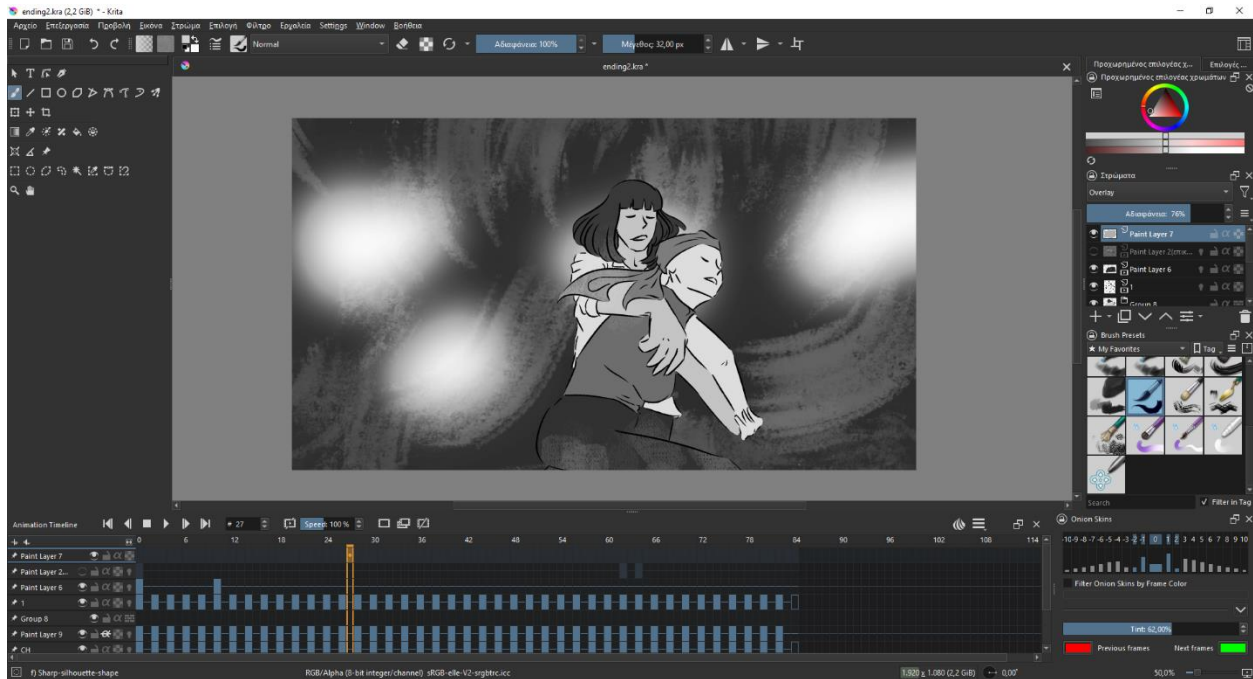 ending2.kra (2,2 GiB) * - Krita
Αρχείο Επεξεργασία Προβολή Εικόνα Στρώμα Επιλογή Φίλτρο Εργαλεία Settings Window Βοήθεια
Normal Αδιαφάνεια: 100% Μέγεθος: 32,00 px
ending2.kra *
Προχωρημένος επιλογέας χ... Επιλογές ...
Προχωρημένος επιλογέας χρωμάτων
Στρώματα
Overlay
Αδιαφάνεια: 76%
Paint Layer 7
Paint Layer 2(επικ...
Paint Layer 6
1
Group 8
Brush Presets
My Favorites Tag
Search Filter in Tag
Animation Timeline # 27 Speed: 100 %
0 6 12 18 24 30 36 42 48 54 60 66 72 78 84 90 96 102 108 114
Paint Layer 7
Paint Layer 2...
Paint Layer 6
1
Group 8
Paint Layer 9
CH
Onion Skins
-10 -9 -8 -7 -6 -5 -4 -3 -2 -1 0 1 2 3 4 5 6 7 8 9 10
Filter Onion Skins by Frame Color
Tint: 62,00%
Previous frames Next frames
f) Sharp-silhouette-shape RGB/Alpha (8-bit integer/channel) sRGB-elle-V2-srgbtrc.icc 1.920 x 1.080 (2,2 GiB) 0,00° 50,0%